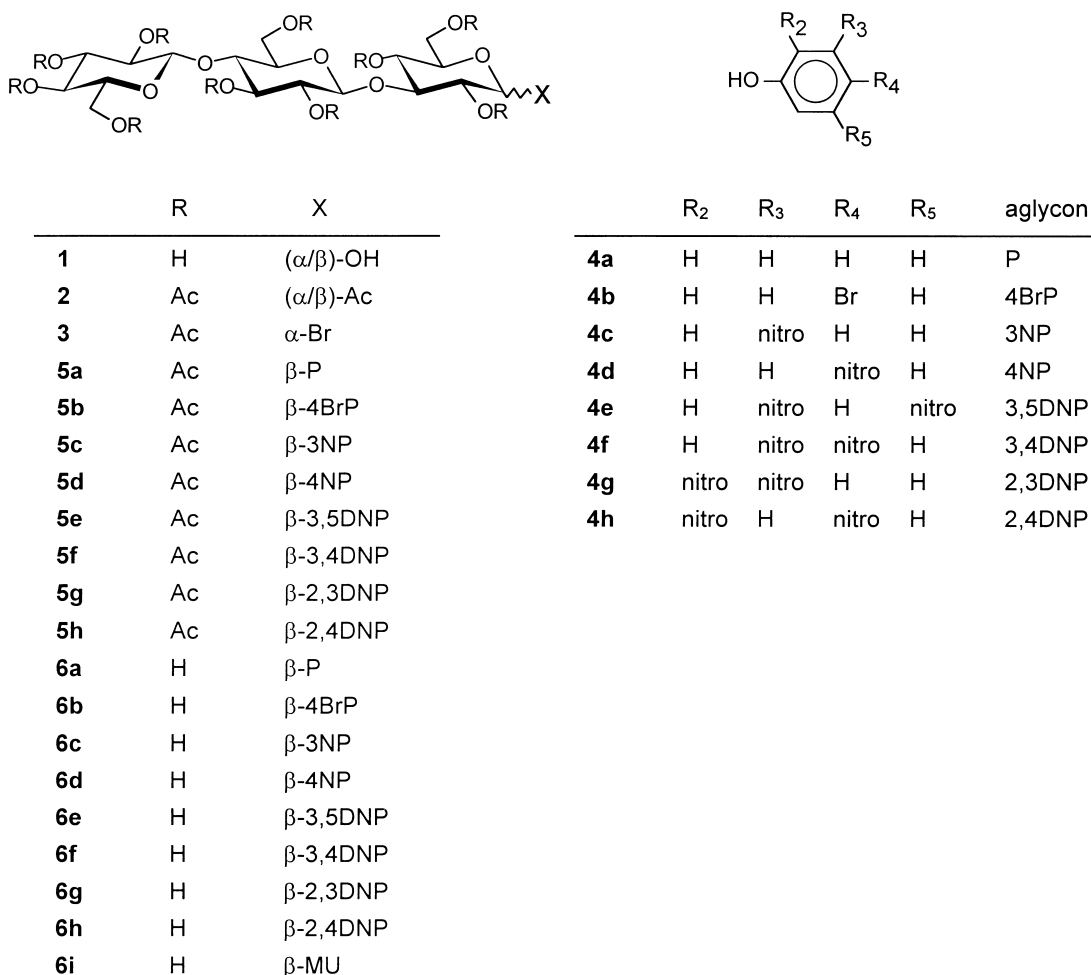 OR
OR
OR
OR
RO
RO
O
O
O
O
O
RO
RO
OR
OR
OR
X
R2
R3
HO
R4
R5
R X
1 H (α/β)-OH
2 Ac (α/β)-Ac
3 Ac α-Br
5a Ac β-P
5b Ac β-4BrP
5c Ac β-3NP
5d Ac β-4NP
5e Ac β-3,5DNP
5f Ac β-3,4DNP
5g Ac β-2,3DNP
5h Ac β-2,4DNP
6a H β-P
6b H β-4BrP
6c H β-3NP
6d H β-4NP
6e H β-3,5DNP
6f H β-3,4DNP
6g H β-2,3DNP
6h H β-2,4DNP
6i H β-MU
R2 R3 R4 R5 aglycon
4a H H H H P
4b H H Br H 4BrP
4c H nitro H H 3NP
4d H H nitro H 4NP
4e H nitro H nitro 3,5DNP
4f H nitro nitro H 3,4DNP
4g nitro nitro H H 2,3DNP
4h nitro H nitro H 2,4DNP